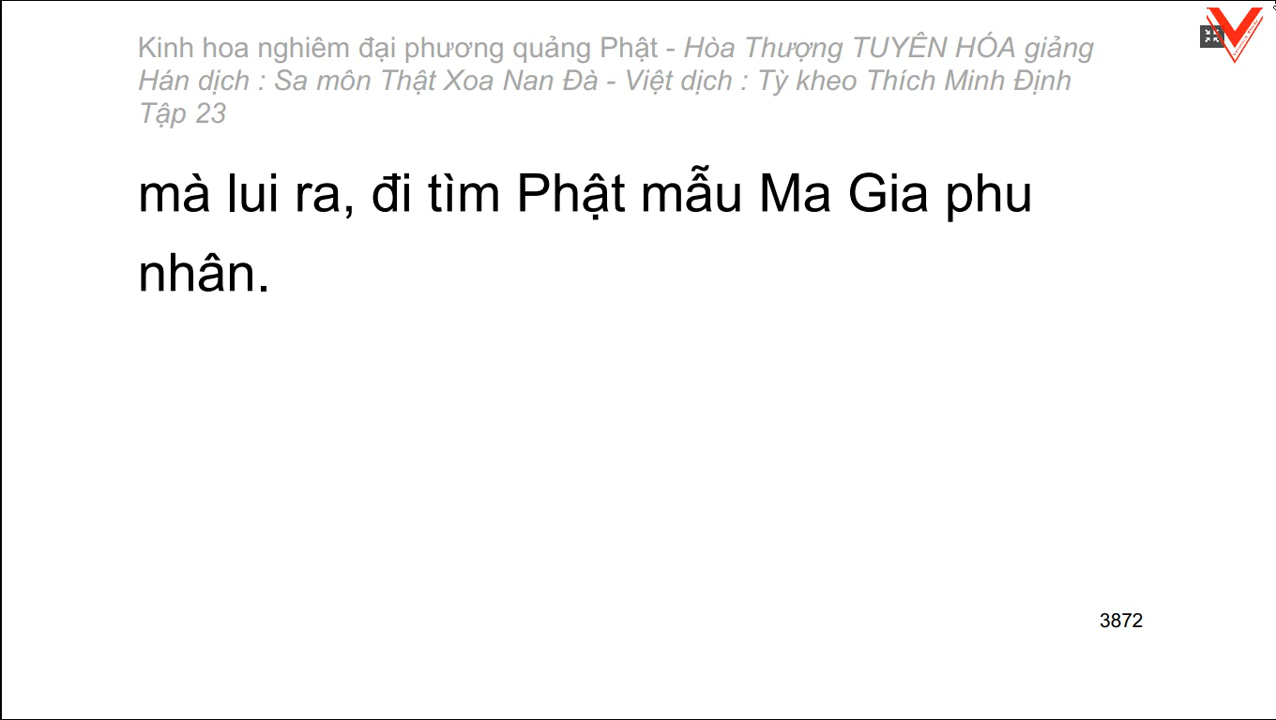 Kinh hoa nghiêm đại phương quảng Phật - Hòa Thượng TUYÊN HÓA giảng
Hán dịch : Sa môn Thật Xoa Nan Đà - Việt dịch : Tỳ kheo Thích Minh Định
Tập 23
mà lui ra, đi tìm Phật mẫu Ma Gia phu
nhân.
3872